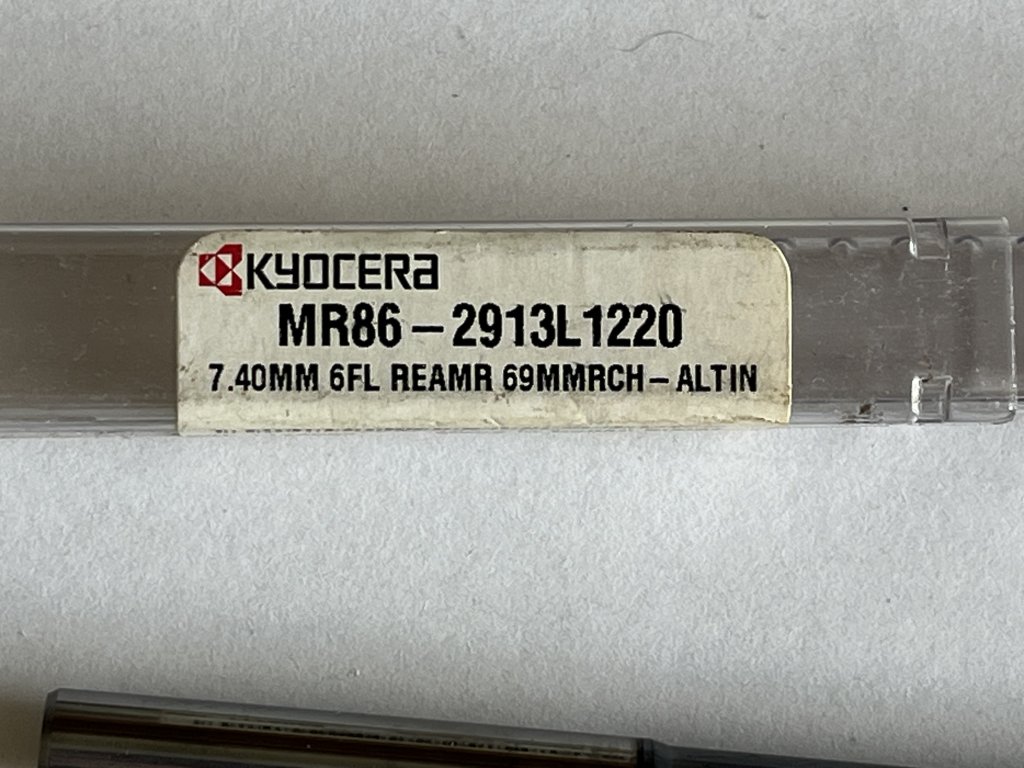 KYOCERA
MR86-2913L1220
7.40MM 6FL REAMR 69MMRCH-ALTIN